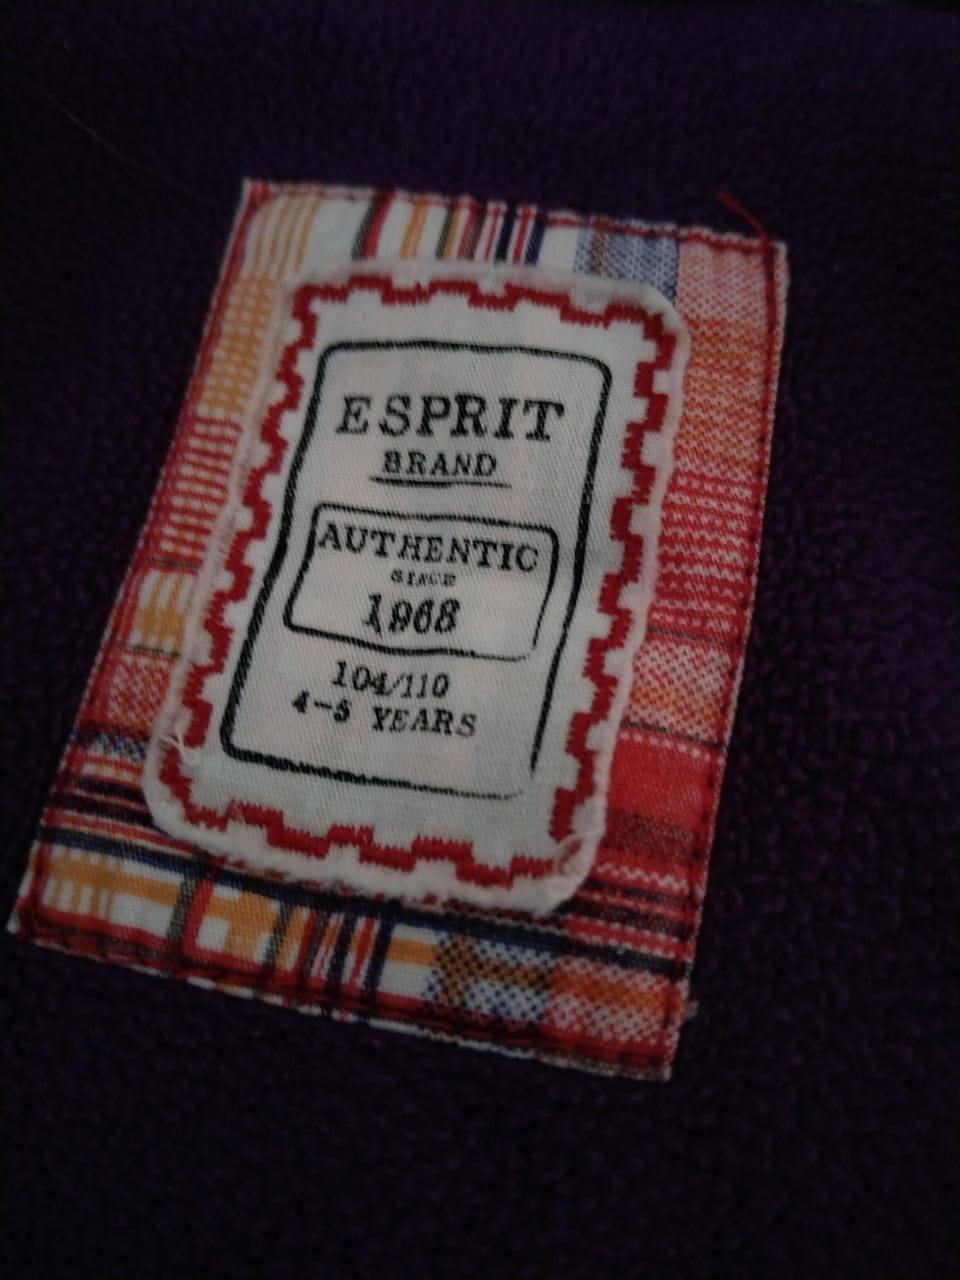 ESPRIT
BRAND
AUTHENTIC
SINCE
1968
104/110
4-5 YEARS